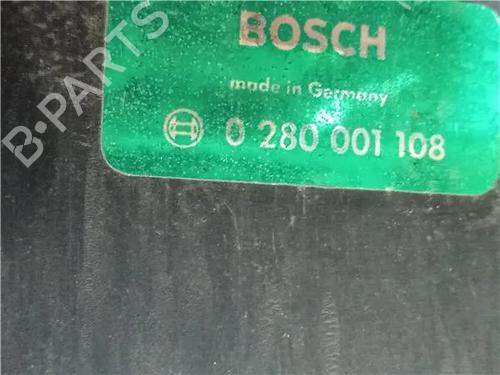 BOSCH
made in Germany
0 280 001 108
B-PARTS